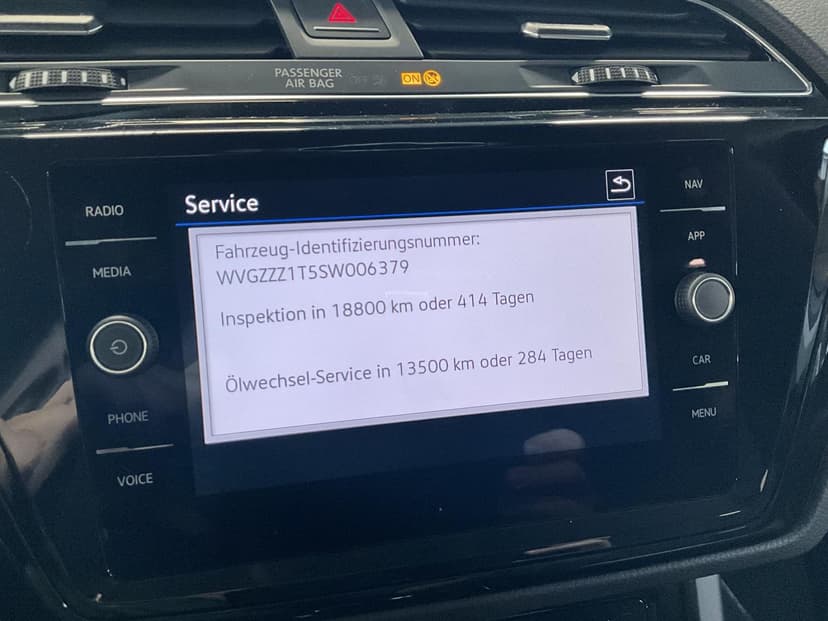 PASSENGER
AIR BAG
ON
Service
RADIO
MEDIA
PHONE
VOICE
Fahrzeug-Identifizierungsnummer:
WVGZZZ1T5SW006379
Inspektion in 18800 km oder 414 Tagen
Ölwechsel-Service in 13500 km oder 284 Tagen
NAV
APP
CAR
MENU